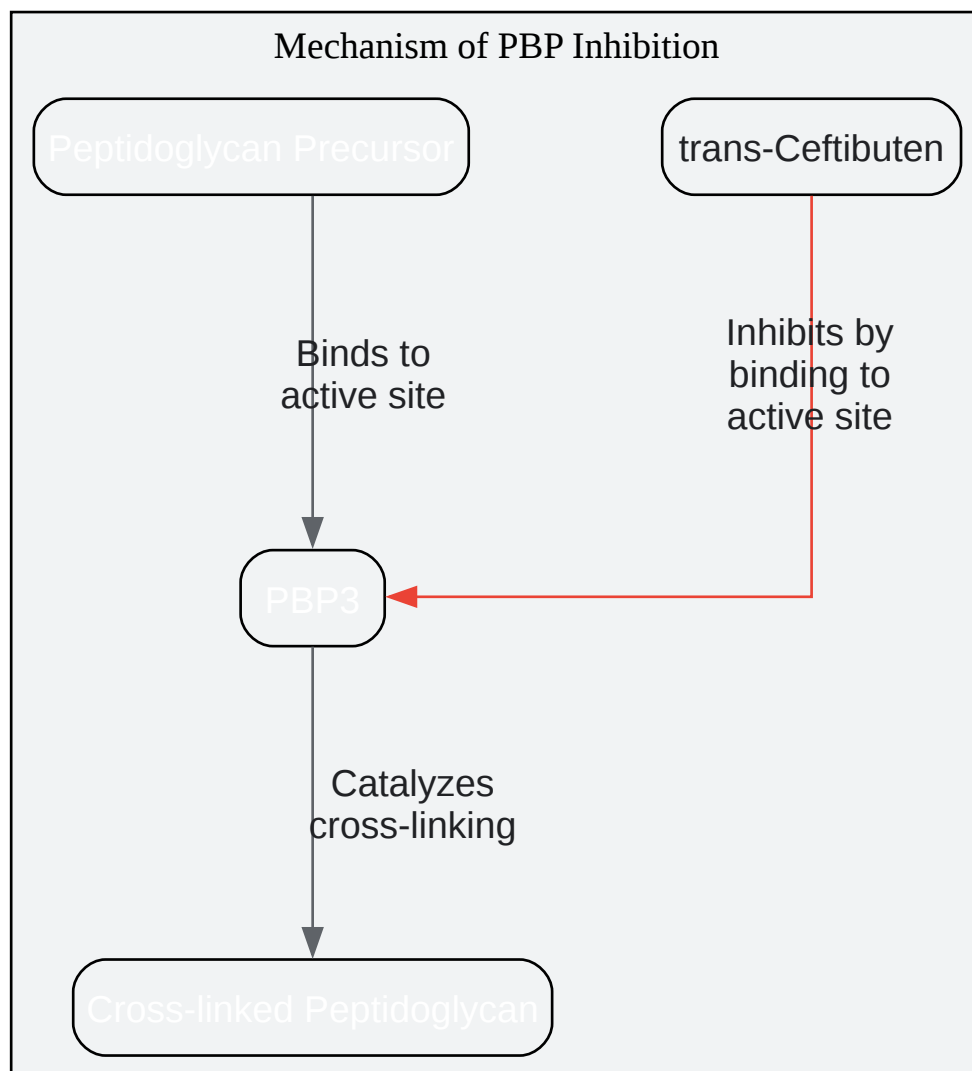 Mechanism of PBP Inhibition
Peptidoglycan Precursor
trans-Ceftibuten
Binds to
active site
Inhibits by
binding to
active site
PBP3
Catalyzes
cross-linking
Cross-linked Peptidoglycan